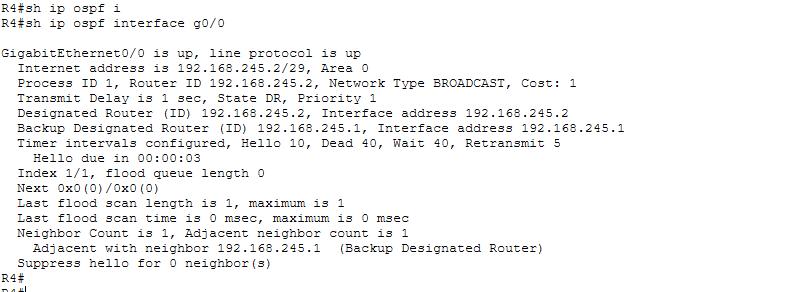 R4#sh ip ospf i
R4#sh ip ospf interface g0/0

GigabitEthernet0/0 is up, line protocol is up
  Internet address is 192.168.245.2/29, Area 0
  Process ID 1, Router ID 192.168.245.2, Network Type BROADCAST, Cost: 1
  Transmit Delay is 1 sec, State DR, Priority 1
  Designated Router (ID) 192.168.245.2, Interface address 192.168.245.2
  Backup Designated Router (ID) 192.168.245.1, Interface address 192.168.245.1
  Timer intervals configured, Hello 10, Dead 40, Wait 40, Retransmit 5
    Hello due in 00:00:03
  Index 1/1, flood queue length 0
  Next 0x0(0)/0x0(0)
  Last flood scan length is 1, maximum is 1
  Last flood scan time is 0 msec, maximum is 0 msec
  Neighbor Count is 1, Adjacent neighbor count is 1
    Adjacent with neighbor 192.168.245.1  (Backup Designated Router)
  Suppress hello for 0 neighbor(s)
R4#
R4#